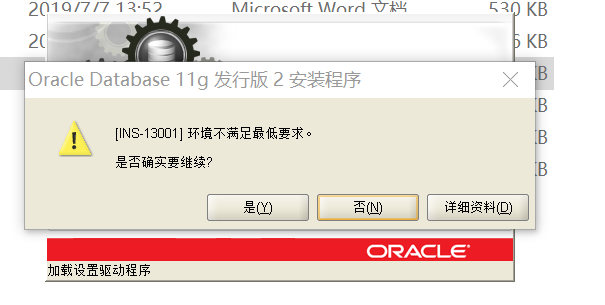 2019/7/7 13:52 Microsoft Word 文档 530 KB
KB
Oracle Database 11g 发行版 2 安装程序
KB
[INS-13001] 环境不满足最低要求。
是否确实要继续?
KB
是(Y) 否(N) 详细资料(D)
ORACLE
加载设置驱动程序